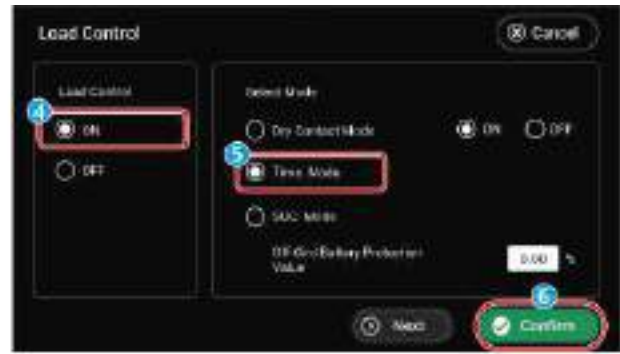 Load Control
Cancel
Load Control
4
ON
OFF
Select Mode
Dry Contact Mode
ON
OFF
5
Time Mode
SOC Mode
Off-Grid Battery Protection
Value
0.00 %
Next
6
Confirm